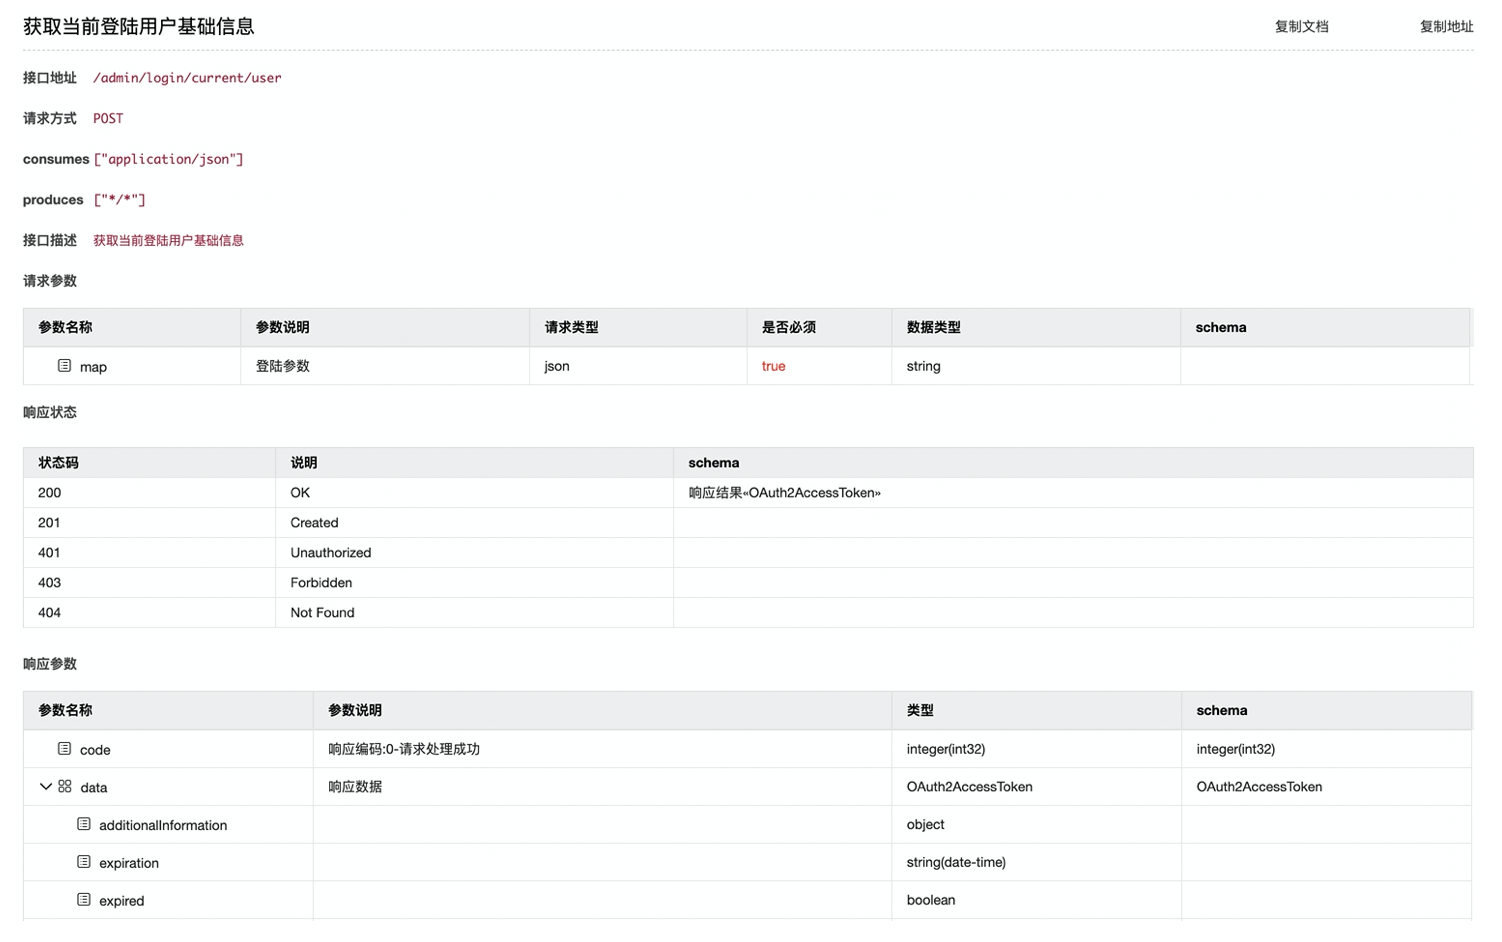 获取当前登陆用户基础信息 复制文档 复制地址
接口地址 /admin/login/current/user
请求方式 POST
consumes ["application/json"]
produces ["*/*"]
接口描述 获取当前登陆用户基础信息
请求参数
参数名称 参数说明 请求类型 是否必须 数据类型 schema
map 登陆参数 json true string
响应状态
状态码 说明 schema
200 OK 响应结果«OAuth2AccessToken»
201 Created
401 Unauthorized
403 Forbidden
404 Not Found
响应参数
参数名称 参数说明 类型 schema
code 响应编码:0-请求处理成功 integer(int32) integer(int32)
data 响应数据 OAuth2AccessToken OAuth2AccessToken
additionalInformation object
expiration string(date-time)
expired boolean